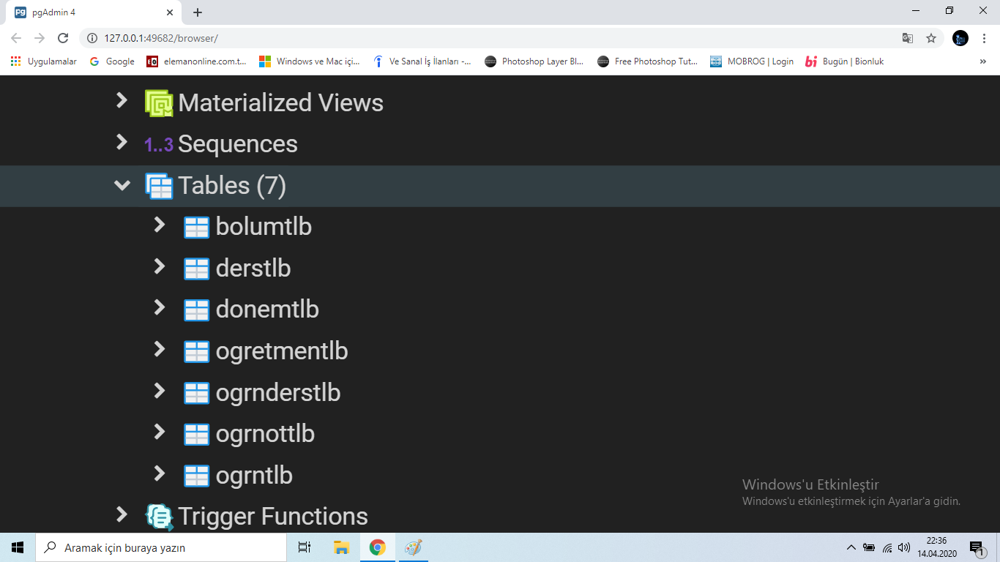 pgAdmin 4
127.0.0.1:49682/browser/
Uygulamalar Google elemanonline.com.t... Windows ve Mac içi... Ve Sanal İş İlanları -... Photoshop Layer Bl... Free Photoshop Tut... MOBROG | Login Bugün | Bionluk
Materialized Views
1..3 Sequences
Tables (7)
bolumtlb
derstlb
donemtlb
ogretmentlb
ogrnderstlb
ogrnottlb
ogrntlb
Trigger Functions
Windows'u Etkinleştir
Windows'u etkinleştirmek için Ayarlar'a gidin.
Aramak için buraya yazın
22:36
14.04.2020
1